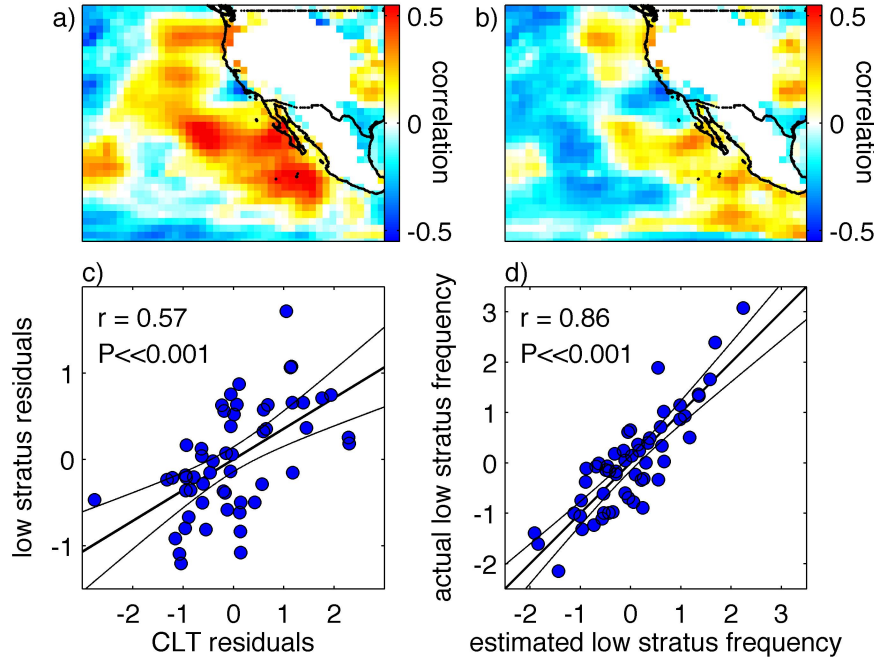 a)
0.5
0
-0.5
correlation
b)
0.5
0
-0.5
correlation
c)
r = 0.57
P<<0.001
1
0
-1
low stratus residuals
-2 -1 0 1 2
CLT residuals
d)
r = 0.86
P<<0.001
3
2
1
0
-1
-2
actual low stratus frequency
-2 -1 0 1 2 3
estimated low stratus frequency